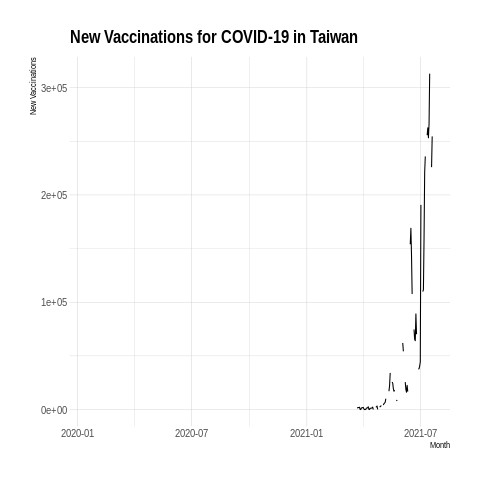 New Vaccinations for COVID-19 in Taiwan
New Vaccinations
3e+05
2e+05
1e+05
0e+00
2020-01 2020-07 2021-01 2021-07
Month